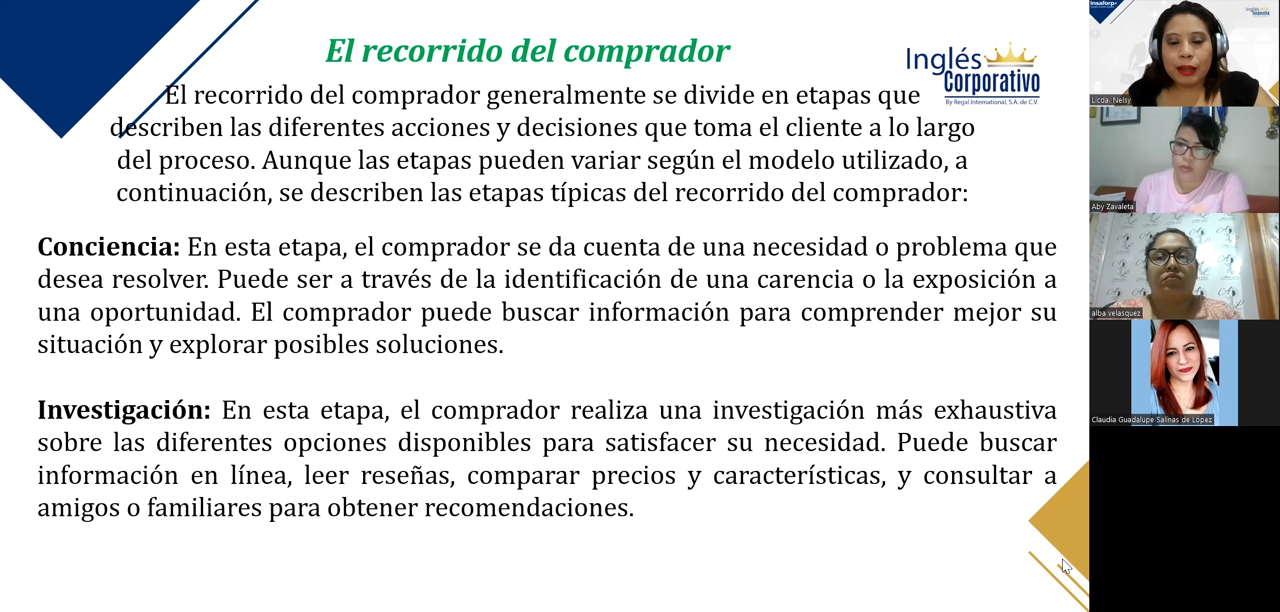 El recorrido del comprador
El recorrido del comprador generalmente se divide en etapas que
describen las diferentes acciones y decisiones que toma el cliente a lo largo
del proceso. Aunque las etapas pueden variar según el modelo utilizado, a
continuación, se describen las etapas típicas del recorrido del comprador:
Conciencia: En esta etapa, el comprador se da cuenta de una necesidad o problema que
desea resolver. Puede ser a través de la identificación de una carencia o la exposición a
una oportunidad. El comprador puede buscar información para comprender mejor su
situación y explorar posibles soluciones.
Investigación: En esta etapa, el comprador realiza una investigación más exhaustiva
sobre las diferentes opciones disponibles para satisfacer su necesidad. Puede buscar
información en línea, leer reseñas, comparar precios y características, y consultar a
amigos o familiares para obtener recomendaciones.
Inglés
Corporativo
By Regal International, S.A. de C.V.
Insaforp
Inglés
Corporativo
Licda. Nelsy
Aby Zavaleta
alba velasquez
Claudia Guadalupe Salinas de López